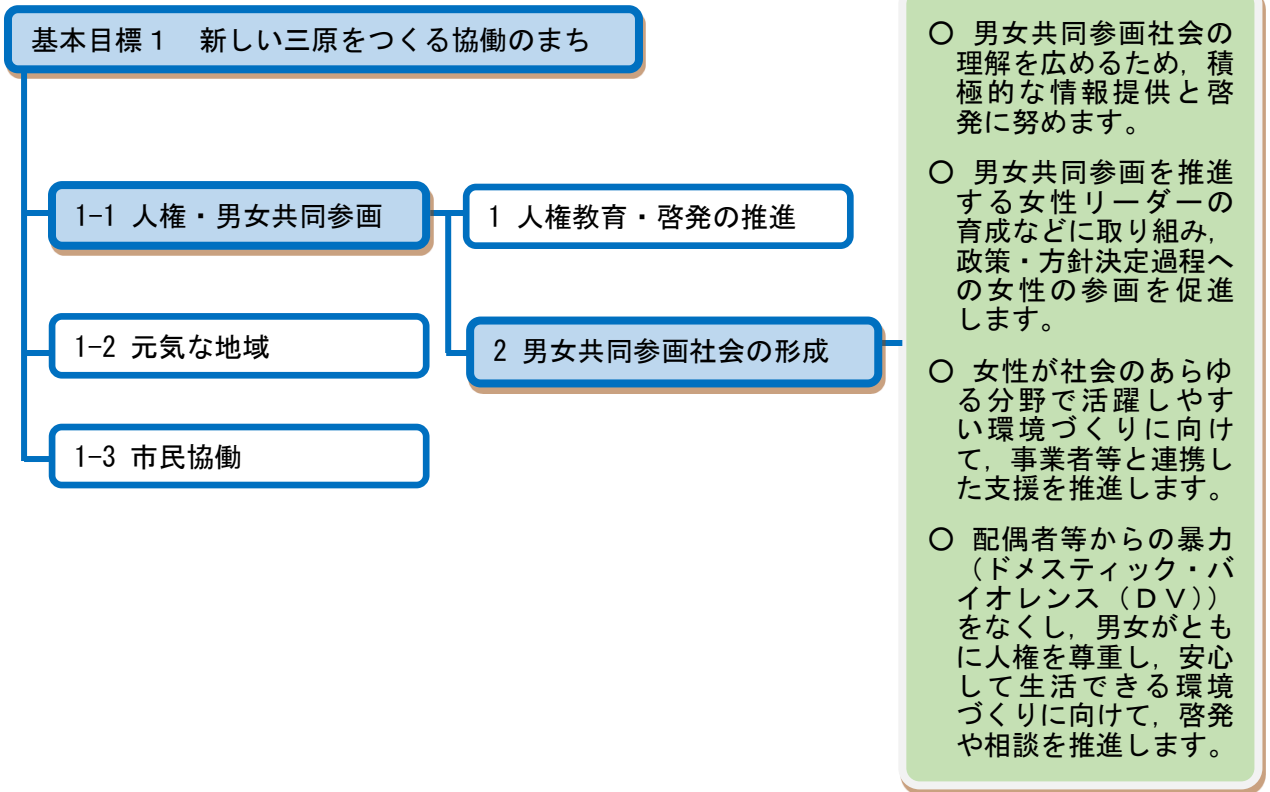 基本目標１　新しい三原をつくる協働のまち
1-1 人権・男女共同参画
1 人権教育・啓発の推進
2 男女共同参画社会の形成
1-2 元気な地域
1-3 市民協働
○ 男女共同参画社会の
理解を広めるため，積
極的な情報提供と啓
発に努めます。
○ 男女共同参画を推進
する女性リーダーの
育成などに取り組み，
政策・方針決定過程へ
の女性の参画を促進
します。
○ 女性が社会のあらゆ
る分野で活躍しやす
い環境づくりに向け
て，事業者等と連携し
た支援を推進します。
○ 配偶者等からの暴力
（ドメスティック・バ
イオレンス（ＤＶ））
をなくし，男女がとも
に人権を尊重し，安心
して生活できる環境
づくりに向けて，啓発
や相談を推進します。